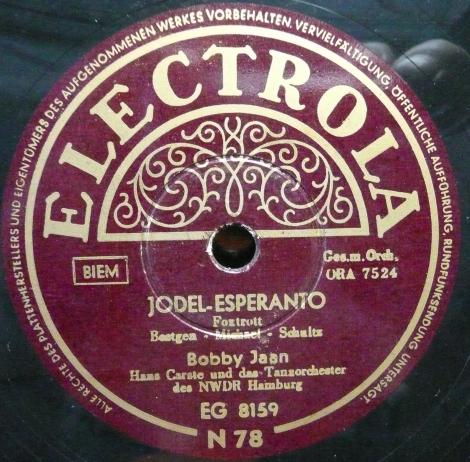 ALLE RECHTE DES PLATTENHERSTELLERS UND EIGENTÜMERS DES AUFGENOMMENEN WERKES VORBEHALTEN. VERVIELFÄLTIGUNG, ÖFFENTLICHE AUFFÜHRUNG, RUNDFUNKSENDUNG UNTERSAGT.
ELECTROLA
BIEM
Ges. m. Orch.
ORA 7524
JODEL-ESPERANTO
Foxtrott
Bostgen - Michael - Schultz
Bobby Jaan
Hans Carste und das Tanzorchester
des NWDR Hamburg
EG 8159
N 78